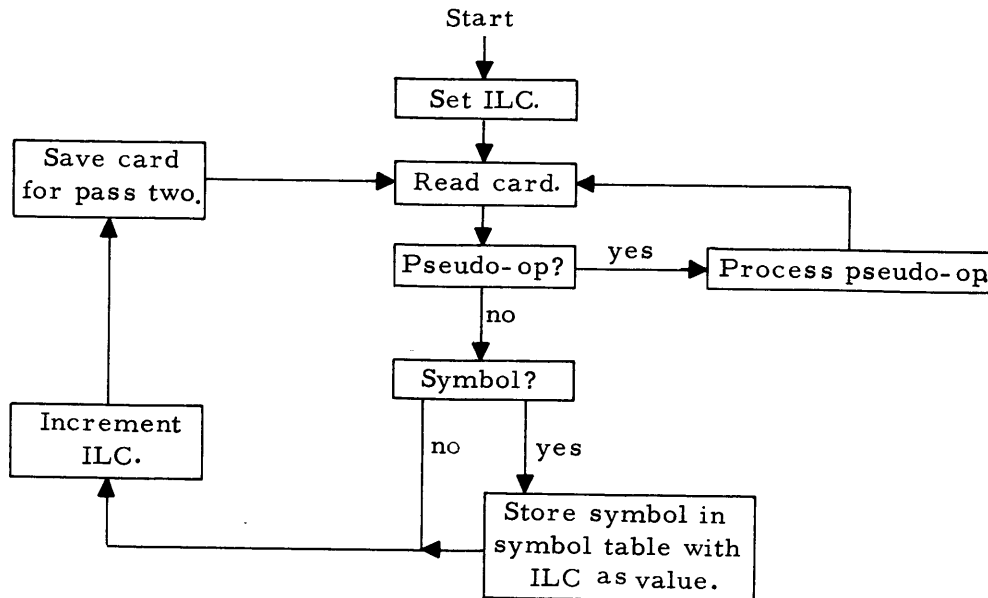 Start
Set ILC.
Save card
for pass two.
Read card.
Pseudo-op?
yes
Process pseudo-op
no
Symbol?
Increment
ILC.
no
yes
Store symbol in
symbol table with
ILC as value.